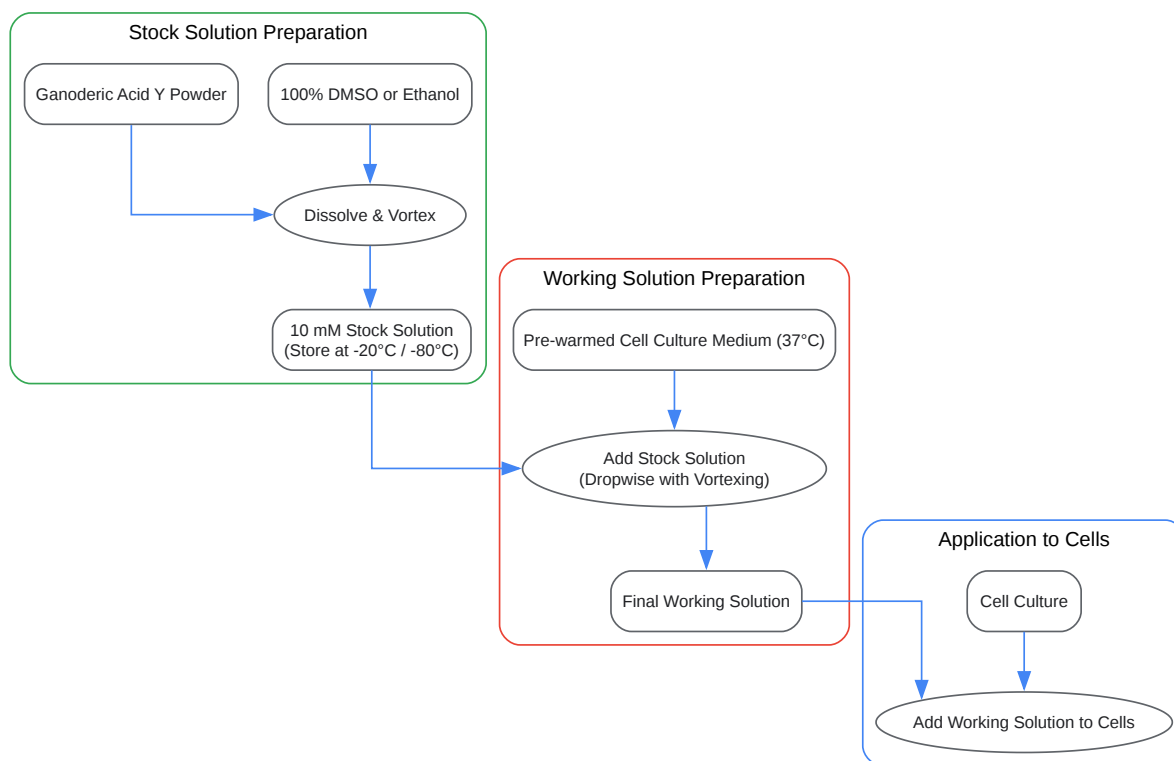 Stock Solution Preparation
Ganoderic Acid Y Powder
100% DMSO or Ethanol
Dissolve & Vortex
10 mM Stock Solution
(Store at -20°C / -80°C)
Working Solution Preparation
Pre-warmed Cell Culture Medium (37°C)
Add Stock Solution
(Dropwise with Vortexing)
Final Working Solution
Application to Cells
Cell Culture
Add Working Solution to Cells